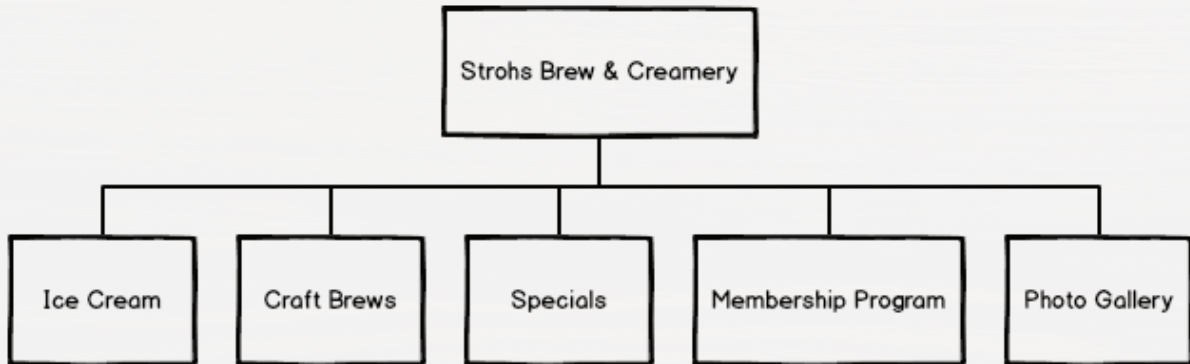 Strohs Brew & Creamery
Ice Cream
Craft Brews
Specials
Membership Program
Photo Gallery